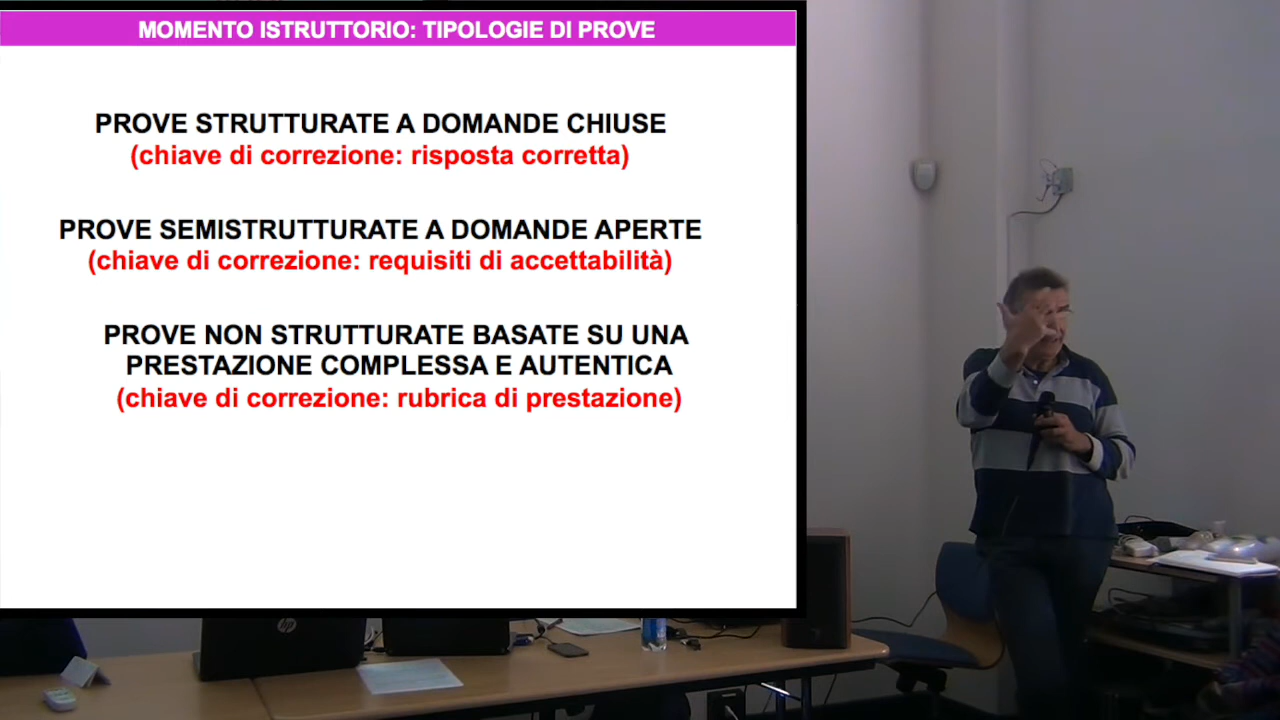 MOMENTO ISTRUTTORIO: TIPOLOGIE DI PROVE
PROVE STRUTTURATE A DOMANDE CHIUSE
(chiave di correzione: risposta corretta)
PROVE SEMISTRUTTURATE A DOMANDE APERTE
(chiave di correzione: requisiti di accettabilità)
PROVE NON STRUTTURATE BASATE SU UNA
PRESTAZIONE COMPLESSA E AUTENTICA
(chiave di correzione: rubrica di prestazione)
hp